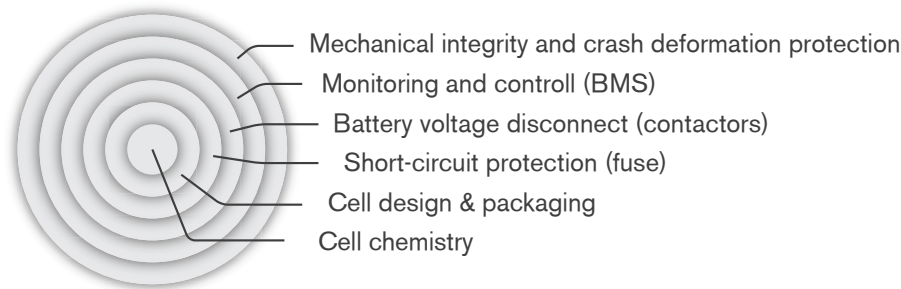 Mechanical integrity and crash deformation protection
Monitoring and controll (BMS)
Battery voltage disconnect (contactors)
Short-circuit protection (fuse)
Cell design & packaging
Cell chemistry